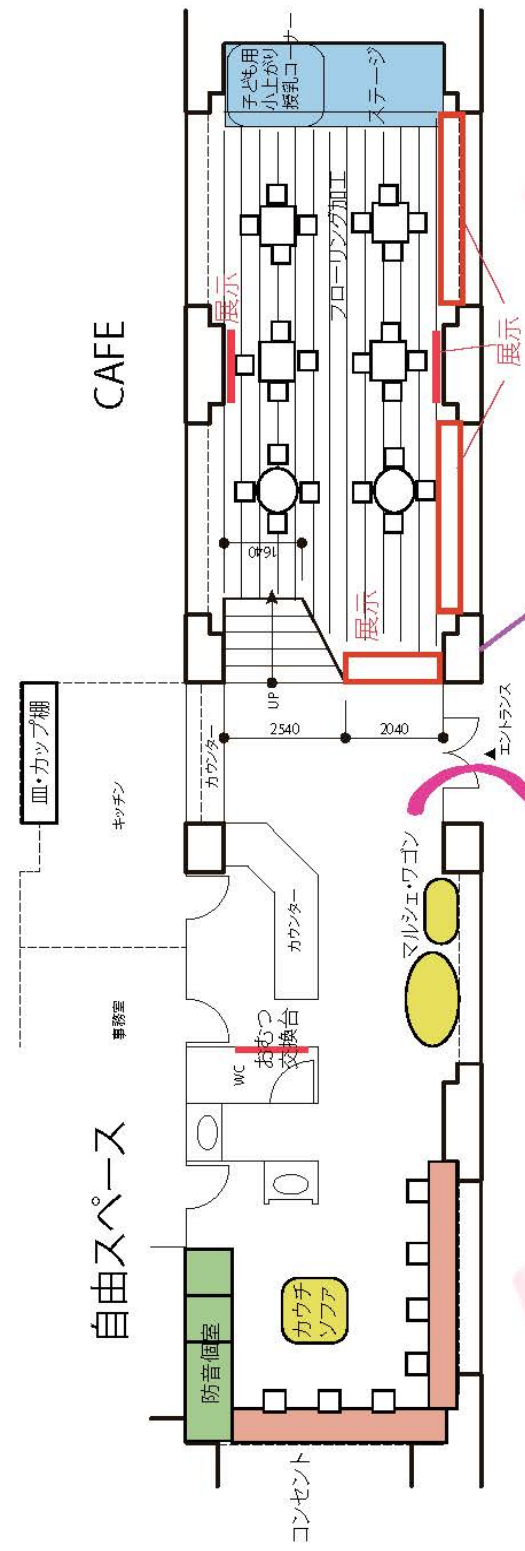 自由スペース
CAFE
皿・カップ棚
キッチン
事務室
カウンター
カウンター
WC
おむつ
交換台
防音個室
カウチ
ソファ
コンセント
マルシェ・ワゴン
エントランス
UP
2540
2040
1640
展示
展示
展示
フローリング加工
子ども用
小上がり
授乳コーナー
ステージ